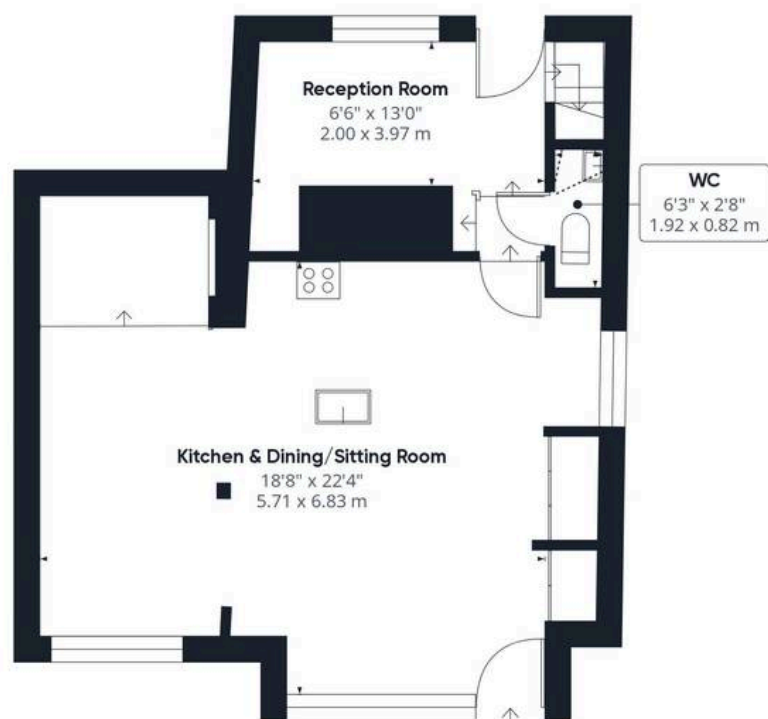 Reception Room
6'6" x 13'0"
2.00 x 3.97 m
WC
6'3" x 2'8"
1.92 x 0.82 m
Kitchen & Dining/Sitting Room
18'8" x 22'4"
5.71 x 6.83 m